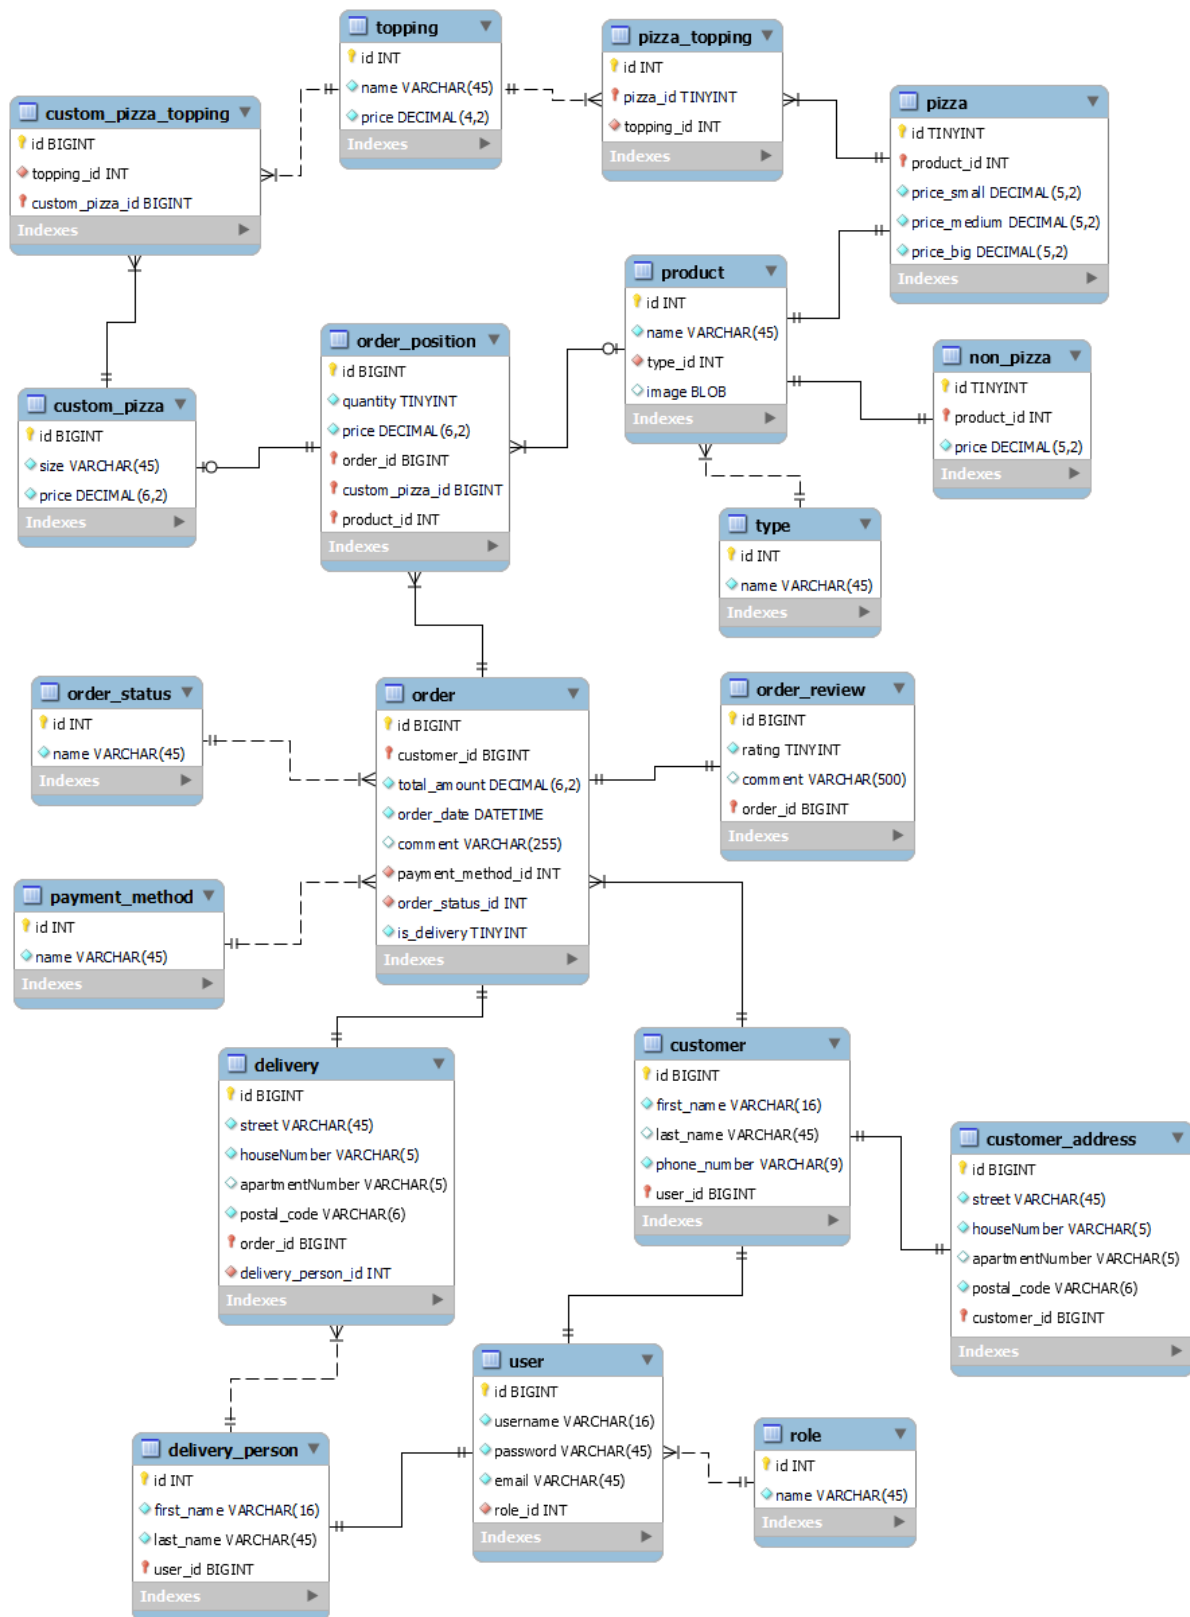 topping
id INT
name VARCHAR(45)
price DECIMAL(4,2)
Indexes
pizza_topping
id INT
pizza_id TINYINT
topping_id INT
Indexes
custom_pizza_topping
id BIGINT
topping_id INT
custom_pizza_id BIGINT
Indexes
pizza
id TINYINT
product_id INT
price_small DECIMAL(5,2)
price_medium DECIMAL(5,2)
price_big DECIMAL(5,2)
Indexes
product
id INT
name VARCHAR(45)
type_id INT
image BLOB
Indexes
order_position
id BIGINT
quantity TINYINT
price DECIMAL(6,2)
order_id BIGINT
custom_pizza_id BIGINT
product_id INT
Indexes
non_pizza
id TINYINT
product_id INT
price DECIMAL(5,2)
Indexes
custom_pizza
id BIGINT
size VARCHAR(45)
price DECIMAL(6,2)
Indexes
type
id INT
name VARCHAR(45)
Indexes
order_status
id INT
name VARCHAR(45)
Indexes
order
id BIGINT
customer_id BIGINT
total_amount DECIMAL(6,2)
order_date DATETIME
comment VARCHAR(255)
payment_method_id INT
order_status_id INT
is_delivery TINYINT
Indexes
order_review
id BIGINT
rating TINYINT
comment VARCHAR(500)
order_id BIGINT
Indexes
payment_method
id INT
name VARCHAR(45)
Indexes
delivery
id BIGINT
street VARCHAR(45)
houseNumber VARCHAR(5)
apartmentNumber VARCHAR(5)
postal_code VARCHAR(6)
order_id BIGINT
delivery_person_id INT
Indexes
customer
id BIGINT
first_name VARCHAR(16)
last_name VARCHAR(45)
phone_number VARCHAR(9)
user_id BIGINT
Indexes
customer_address
id BIGINT
street VARCHAR(45)
houseNumber VARCHAR(5)
apartmentNumber VARCHAR(5)
postal_code VARCHAR(6)
customer_id BIGINT
Indexes
user
id BIGINT
username VARCHAR(16)
password VARCHAR(45)
email VARCHAR(45)
role_id INT
Indexes
role
id INT
name VARCHAR(45)
Indexes
delivery_person
id INT
first_name VARCHAR(16)
last_name VARCHAR(45)
user_id BIGINT
Indexes